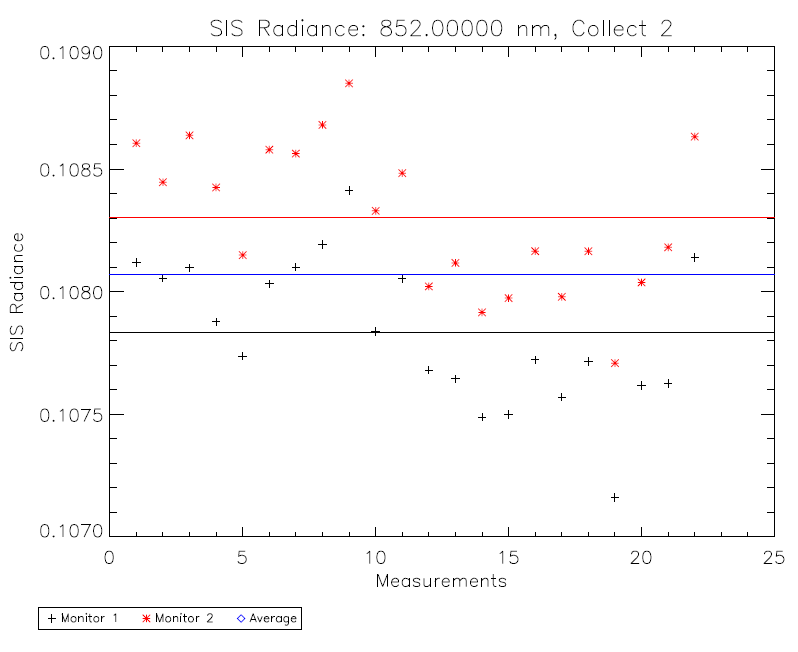 SIS Radiance: 852.00000 nm, Collect 2
0.1090
0.1085
0.1080
0.1075
0.1070
SIS Radiance
0 5 10 15 20 25
Measurements
Monitor 1 Monitor 2 Average